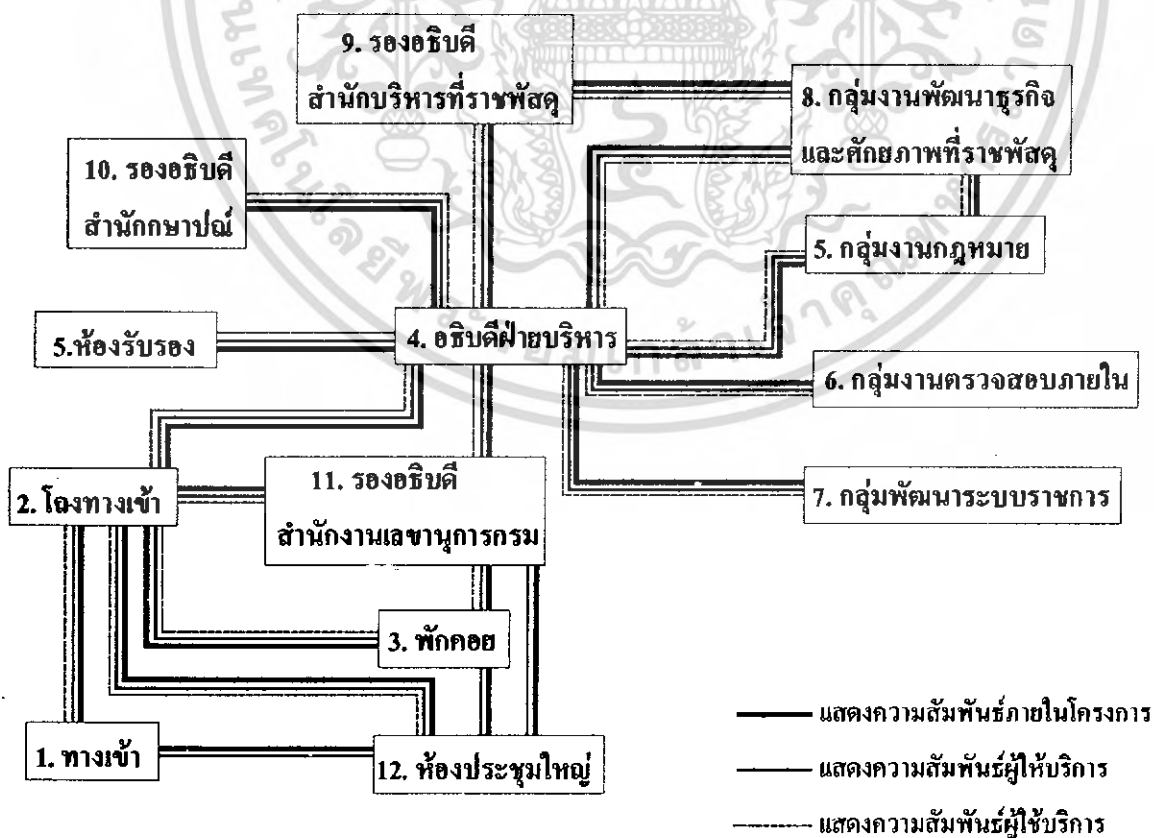 9. รองอธิบดี
สำนักบริหารที่ราชพัสดุ
8. กลุ่มงานพัฒนาธุรกิจ
และศักยภาพที่ราชพัสดุ
10. รองอธิบดี
สำนักกษาปณ์
5. กลุ่มงานกฎหมาย
5.ห้องรับรอง
4. อธิบดีฝ่ายบริหาร
6. กลุ่มงานตรวจสอบภายใน
2. โถงทางเข้า
11. รองอธิบดี
สำนักงานเลขานุการกรม
7. กลุ่มพัฒนาระบบราชการ
3. พักคอย
1. ทางเข้า
12. ห้องประชุมใหญ่
แสดงความสัมพันธ์ภายในโครงการ
แสดงความสัมพันธ์ผู้ให้บริการ
แสดงความสัมพันธ์ผู้ใช้บริการ